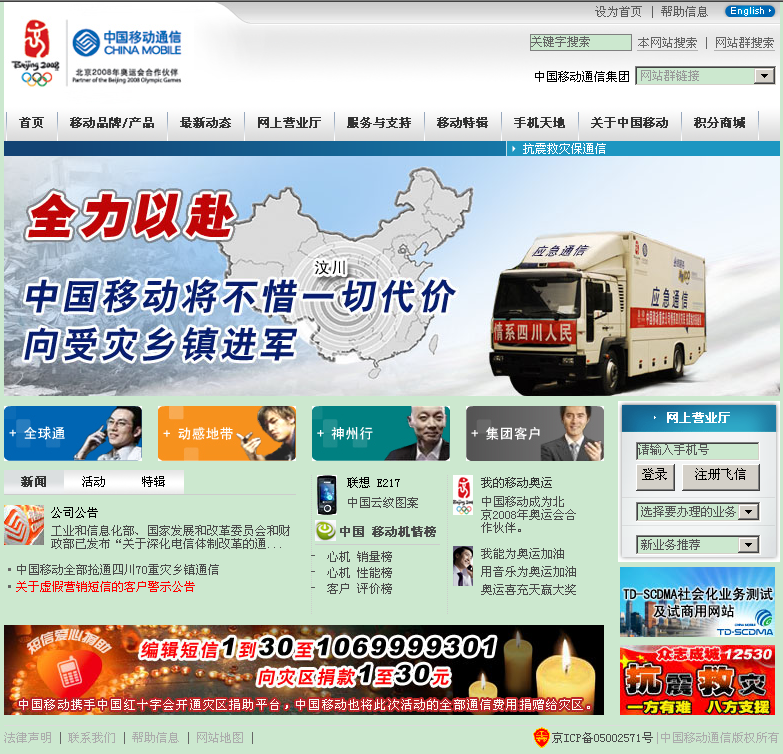 设为首页 | 帮助信息 English
Beijing 2008
中国移动通信
CHINA MOBILE
北京2008年奥运会合作伙伴
Partner of the Beijing 2008 Olympic Games
关键字搜索 本网站搜索 | 网站群搜索
中国移动通信集团 网站群链接
首页 移动品牌/产品 最新动态 网上营业厅 服务与支持 移动特辑 手机天地 关于中国移动 积分商城
抗震救灾保通信
全力以赴
汶川
中国移动将不惜一切代价
向受灾乡镇进军
应急通信
应急通信
情系四川人民
+ 全球通 + 动感地带 + 神州行 + 集团客户
新闻 活动 特辑
公司公告
工业和信息化部、国家发展和改革委员会和财
政部已发布“关于深化电信体制改革的通...
中国移动全部抢通四川70重灾乡镇通信
关于虚假营销短信的客户警示公告
联想 E217
中国云纹图案
中国 移动机情榜
心机 销量榜
心机 性能榜
客户 评价榜
我的移动奥运
中国移动成为北
京2008年奥运会合
作伙伴。
我能为奥运加油
用音乐为奥运加油
奥运喜充天赢大奖
网上营业厅
请输入手机号
登录 注册飞信
选择要办理的业务
新业务推荐
TD-SCDMA社会化业务测试
及试商用网站
CHINA MOBILE
TD-SCDMA
短信爱心捐助
编辑短信1到30至1069999301
向灾区捐款1至30元
中国移动携手中国红十字会开通灾区捐助平台，中国移动也将此次活动的全部通信费用捐赠给灾区。
众志成城12530
抗震救灾
一方有难 八方支援
法律声明 | 联系我们 | 帮助信息 | 网站地图 |
京ICP备05002571号 |中国移动通信版权所有